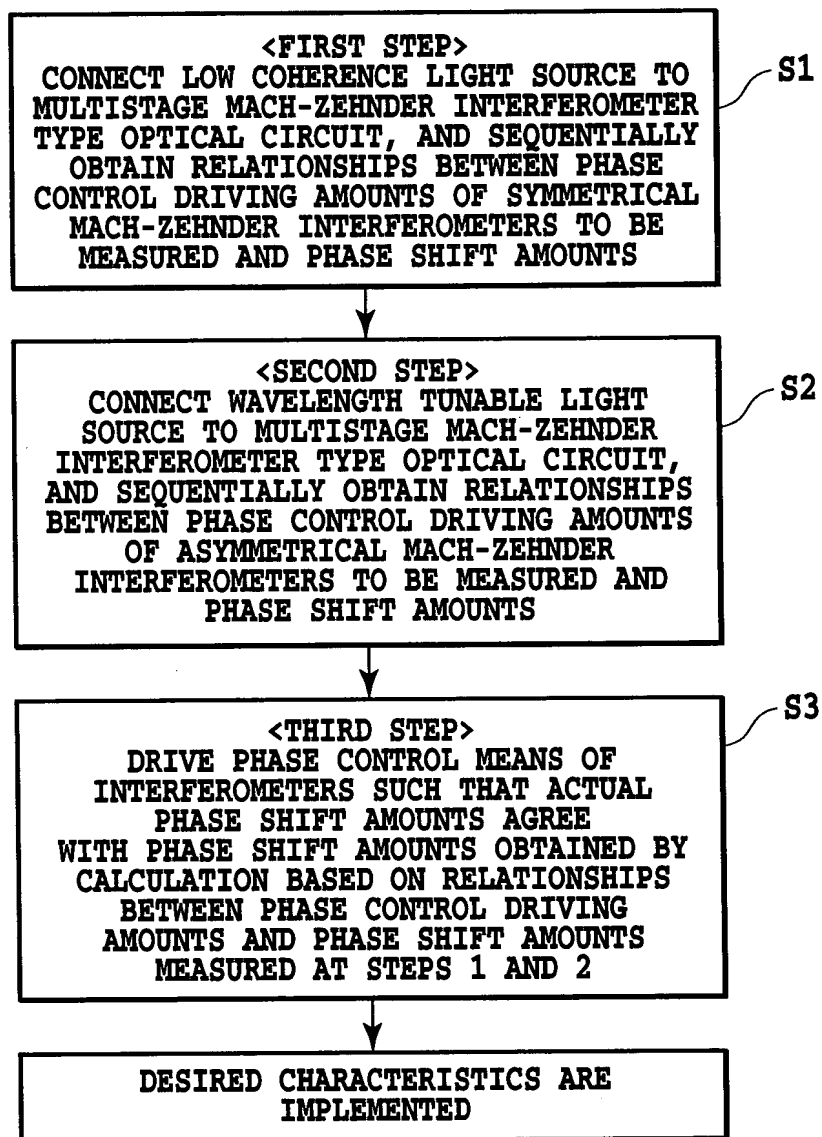 <FIRST STEP>
CONNECT LOW COHERENCE LIGHT SOURCE TO
MULTISTAGE MACH-ZEHNDER INTERFEROMETER
TYPE OPTICAL CIRCUIT, AND SEQUENTIALLY
OBTAIN RELATIONSHIPS BETWEEN PHASE
CONTROL DRIVING AMOUNTS OF SYMMETRICAL
MACH-ZEHNDER INTERFEROMETERS TO BE
MEASURED AND PHASE SHIFT AMOUNTS
S1
<SECOND STEP>
CONNECT WAVELENGTH TUNABLE LIGHT
SOURCE TO MULTISTAGE MACH-ZEHNDER
INTERFEROMETER TYPE OPTICAL CIRCUIT,
AND SEQUENTIALLY OBTAIN RELATIONSHIPS
BETWEEN PHASE CONTROL DRIVING AMOUNTS
OF ASYMMETRICAL MACH-ZEHNDER
INTERFEROMETERS TO BE MEASURED AND
PHASE SHIFT AMOUNTS
S2
<THIRD STEP>
DRIVE PHASE CONTROL MEANS OF
INTERFEROMETERS SUCH THAT ACTUAL
PHASE SHIFT AMOUNTS AGREE
WITH PHASE SHIFT AMOUNTS OBTAINED BY
CALCULATION BASED ON RELATIONSHIPS
BETWEEN PHASE CONTROL DRIVING
AMOUNTS AND PHASE SHIFT AMOUNTS
MEASURED AT STEPS 1 AND 2
S3
DESIRED CHARACTERISTICS ARE
IMPLEMENTED